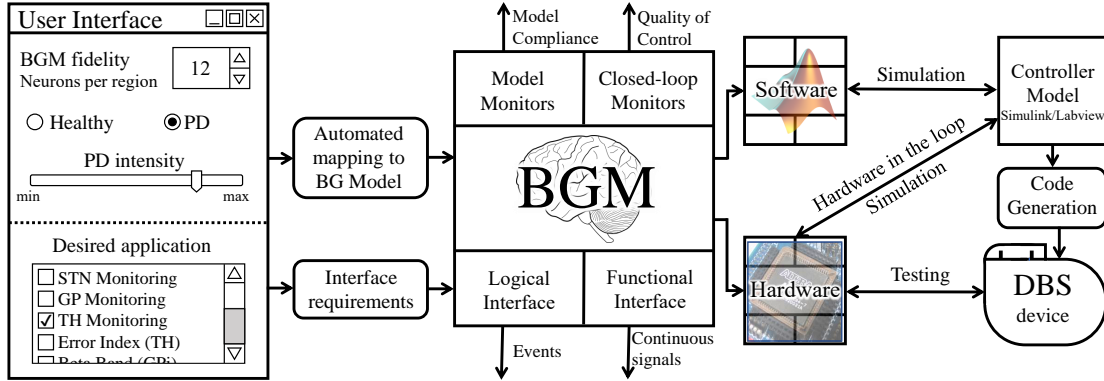 User Interface
BGM fidelity
Neurons per region
12
Healthy
PD
PD intensity
min
max
Desired application
STN Monitoring
GP Monitoring
TH Monitoring
Error Index (TH)
Beta Band (GPi)
Automated
mapping to
BG Model
Interface
requirements
Model
Compliance
Quality of
Control
Model
Monitors
Closed-loop
Monitors
BGM
Logical
Interface
Functional
Interface
Events
Continuous
signals
Software
Hardware
Simulation
Hardware in the loop
Simulation
Testing
Controller
Model
Simulink/Labview
Code
Generation
DBS
device